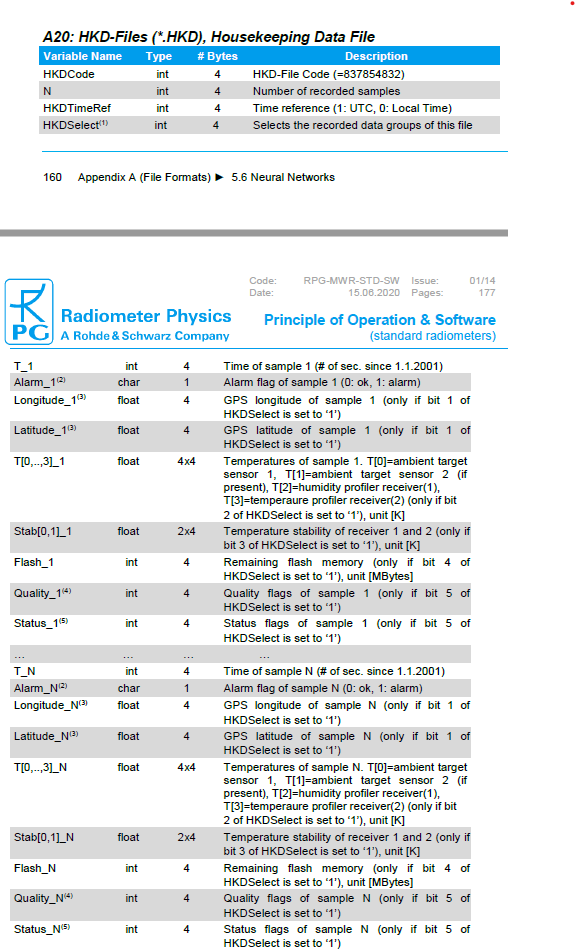 A20: HKD-Files (*.HKD), Housekeeping Data File
Variable Name Type # Bytes Description
HKDCode int 4 HKD-File Code (=837854832)
N int 4 Number of recorded samples
HKDTimeRef int 4 Time reference (1: UTC, 0: Local Time)
HKDSelect(1) int 4 Selects the recorded data groups of this file
160 Appendix A (File Formats) ► 5.6 Neural Networks
Code: RPG-MWR-STD-SW Issue: 01/14
Date: 15.06.2020 Pages: 177
PG
Radiometer Physics
A Rohde & Schwarz Company
Principle of Operation & Software
(standard radiometers)
T_1 int 4 Time of sample 1 (# of sec. since 1.1.2001)
Alarm_1(2) char 1 Alarm flag of sample 1 (0: ok, 1: alarm)
Longitude_1(3) float 4 GPS longitude of sample 1 (only if bit 1 of
HKDSelect is set to ‘1’)
Latitude_1(3) float 4 GPS latitude of sample 1 (only if bit 1 of
HKDSelect is set to ‘1’)
T[0,..,3]_1 float 4x4 Temperatures of sample 1. T[0]=ambient target
sensor 1, T[1]=ambient target sensor 2 (if
present), T[2]=humidity profiler receiver(1),
T[3]=temperaure profiler receiver(2) (only if bit
2 of HKDSelect is set to ‘1’), unit [K]
Stab[0,1]_1 float 2x4 Temperature stability of receiver 1 and 2 (only if
bit 3 of HKDSelect is set to ‘1’), unit [K]
Flash_1 int 4 Remaining flash memory (only if bit 4 of
HKDSelect is set to ‘1’), unit [MBytes]
Quality_1(4) int 4 Quality flags of sample 1 (only if bit 5 of
HKDSelect is set to ‘1’)
Status_1(5) int 4 Status flags of sample 1 (only if bit 5 of
HKDSelect is set to ‘1’)
... ... ... ...
T_N int 4 Time of sample N (# of sec. since 1.1.2001)
Alarm_N(2) char 1 Alarm flag of sample N (0: ok, 1: alarm)
Longitude_N(3) float 4 GPS longitude of sample N (only if bit 1 of
HKDSelect is set to ‘1’)
Latitude_N(3) float 4 GPS latitude of sample N (only if bit 1 of
HKDSelect is set to ‘1’)
T[0,..,3]_N float 4x4 Temperatures of sample N. T[0]=ambient target
sensor 1, T[1]=ambient target sensor 2 (if
present), T[2]=humidity profiler receiver(1),
T[3]=temperaure profiler receiver(2) (only if bit
2 of HKDSelect is set to ‘1’), unit [K]
Stab[0,1]_N float 2x4 Temperature stability of receiver 1 and 2 (only if
bit 3 of HKDSelect is set to ‘1’), unit [K]
Flash_N int 4 Remaining flash memory (only if bit 4 of
HKDSelect is set to ‘1’), unit [MBytes]
Quality_N(4) int 4 Quality flags of sample N (only if bit 5 of
HKDSelect is set to ‘1’)
Status_N(5) int 4 Status flags of sample N (only if bit 5 of
HKDSelect is set to ‘1’)